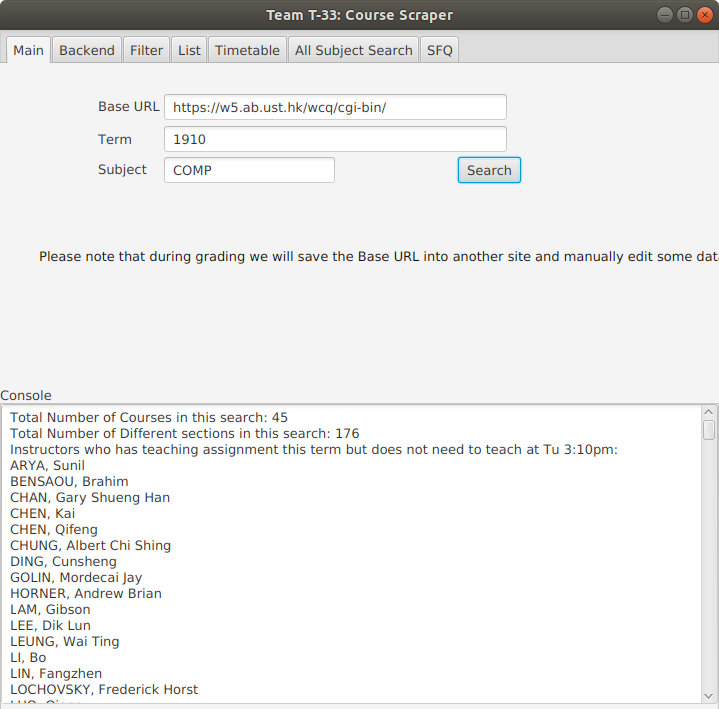 Team T-33: Course Scraper
Main Backend Filter List Timetable All Subject Search SFQ
Base URL https://w5.ab.ust.hk/wcq/cgi-bin/
Term 1910
Subject COMP Search
Please note that during grading we will save the Base URL into another site and manually edit some
Console
Total Number of Courses in this search: 45
Total Number of Different sections in this search: 176
Instructors who has teaching assignment this term but does not need to teach at Tu 3:10pm:
ARYA, Sunil
BENSAOU, Brahim
CHAN, Gary Shueng Han
CHEN, Kai
CHEN, Qifeng
CHUNG, Albert Chi Shing
DING, Cunsheng
GOLIN, Mordecai Jay
HORNER, Andrew Brian
LAM, Gibson
LEE, Dik Lun
LEUNG, Wai Ting
LI, Bo
LIN, Fangzhen
LOCHOVSKY, Frederick Horst